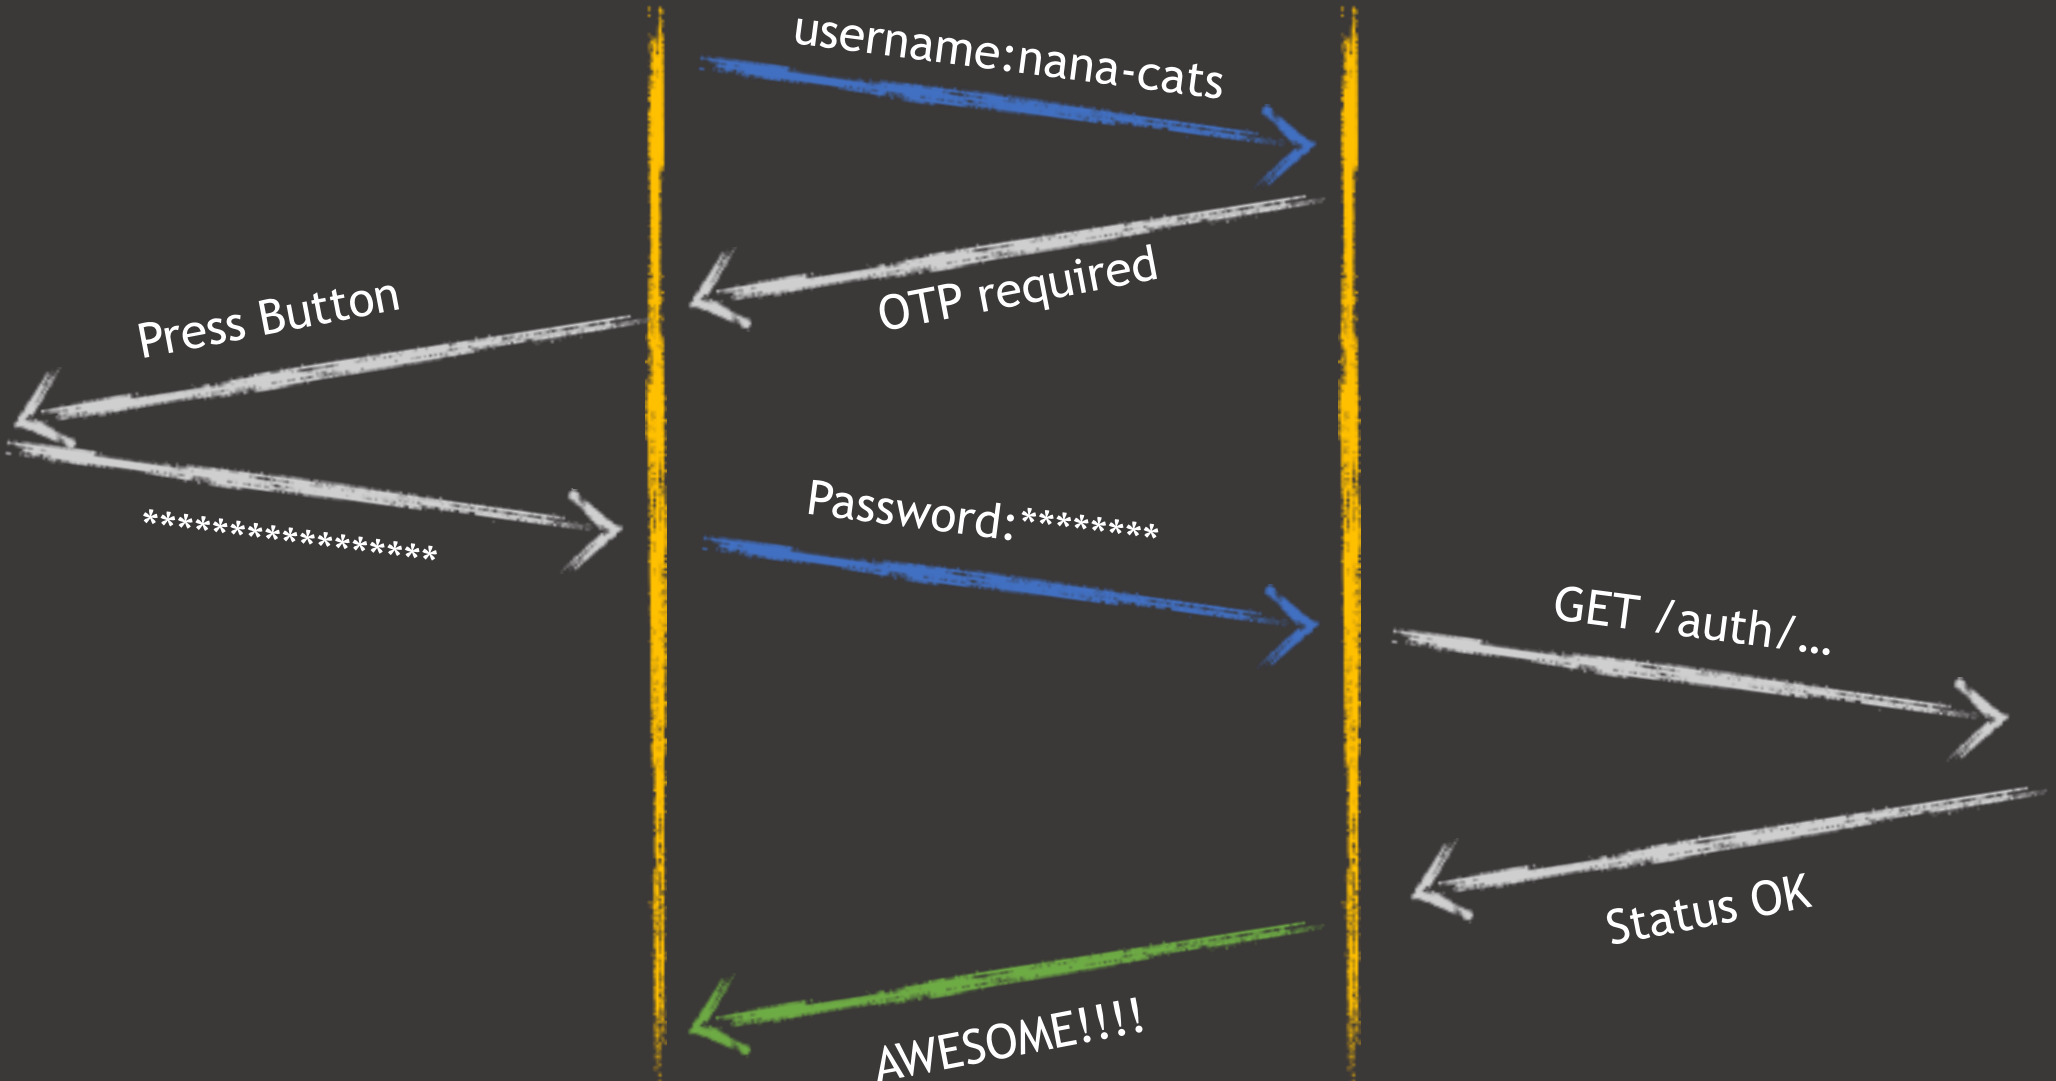 username:nana-cats
OTP required
Press Button
*****************
Password:********
GET /auth/...
Status OK
AWESOME!!!!